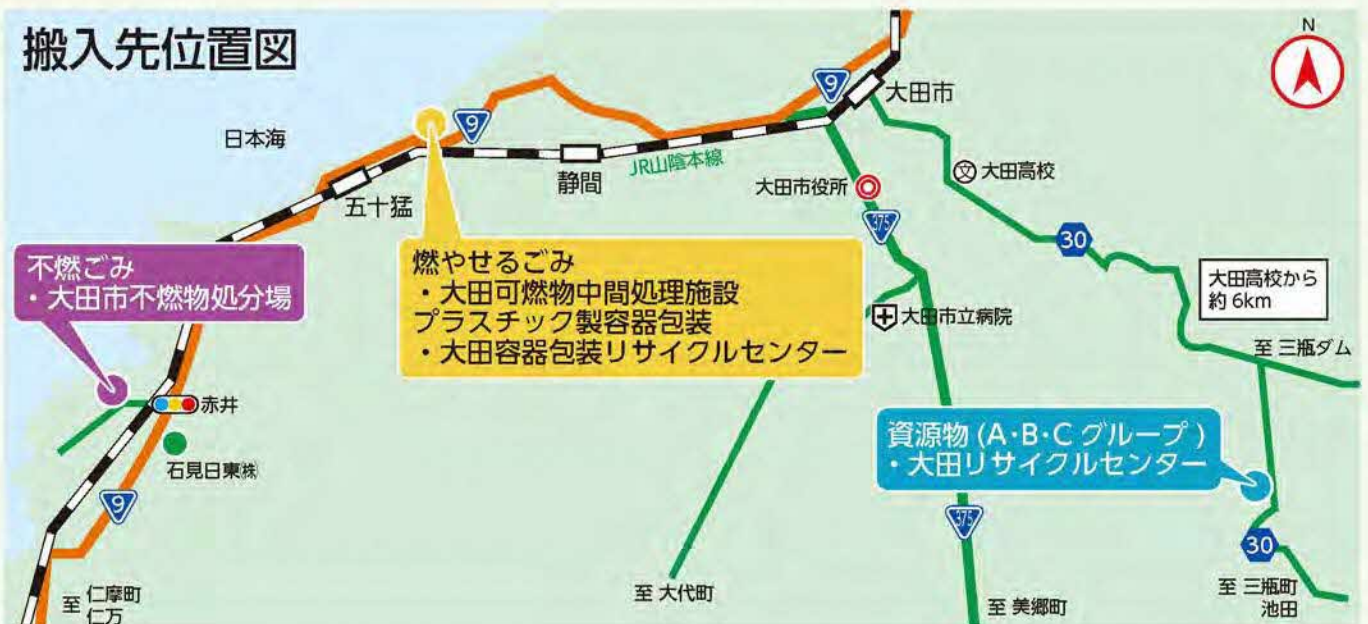 搬入先位置図
N
9
大田市
日本海
9
JR山陰本線
静間
五十猛
大田市役所
大田高校
文
375
30
不燃ごみ
・大田市不燃物処分場
燃やせるごみ
・大田可燃物中間処理施設
プラスチック製容器包装
・大田容器包装リサイクルセンター
大田高校から
約6km
大田市立病院
至 三瓶ダム
赤井
石見日東㈱
資源物(A・B・Cグループ)
・大田リサイクルセンター
9
375
30
至 仁摩町
仁万
至 大代町
至 美郷町
至 三瓶町
池田